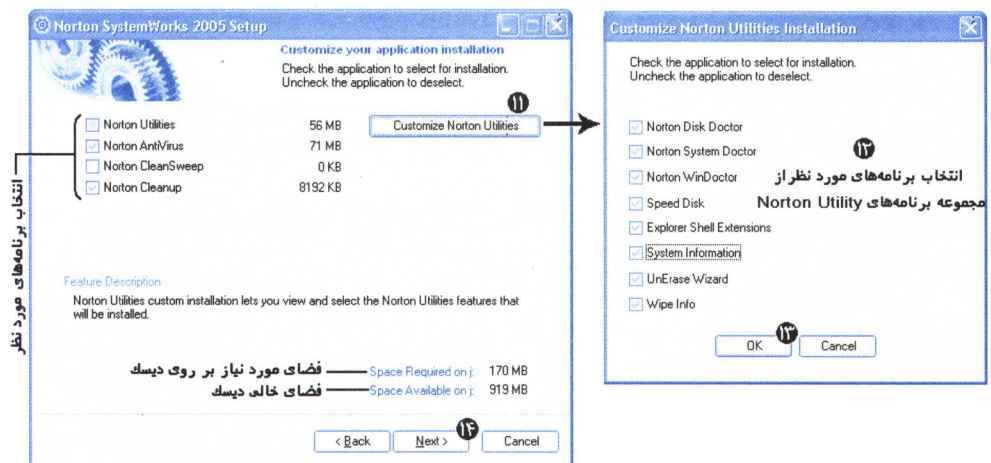 Norton SystemWorks 2005 Setup
Customize your application installation
Check the application to select for installation.
Uncheck the application to deselect.
۱۱
Norton Utilities 56 MB Customize Norton Utilities
Norton AntiVirus 71 MB
Norton CleanSweep 0 KB
Norton Cleanup 8192 KB
انتخاب برنامه‌های مورد نظر
Feature Description
Norton Utilities custom installation lets you view and select the Norton Utilities features that
will be installed.
فضای مورد نیاز بر روی دیسک Space Required on j: 170 MB
فضای خالی دیسک Space Available on j: 919 MB
< Back Next > ۱۴ Cancel
Customize Norton Utilities Installation
Check the application to select for installation.
Uncheck the application to deselect.
Norton Disk Doctor
Norton System Doctor
Norton WinDoctor
Speed Disk
Explorer Shell Extensions
System Information
UnErase Wizard
Wipe Info
۱۲
انتخاب برنامه‌های مورد نظر از
مجموعه برنامه‌های Norton Utility
OK ۱۳ Cancel